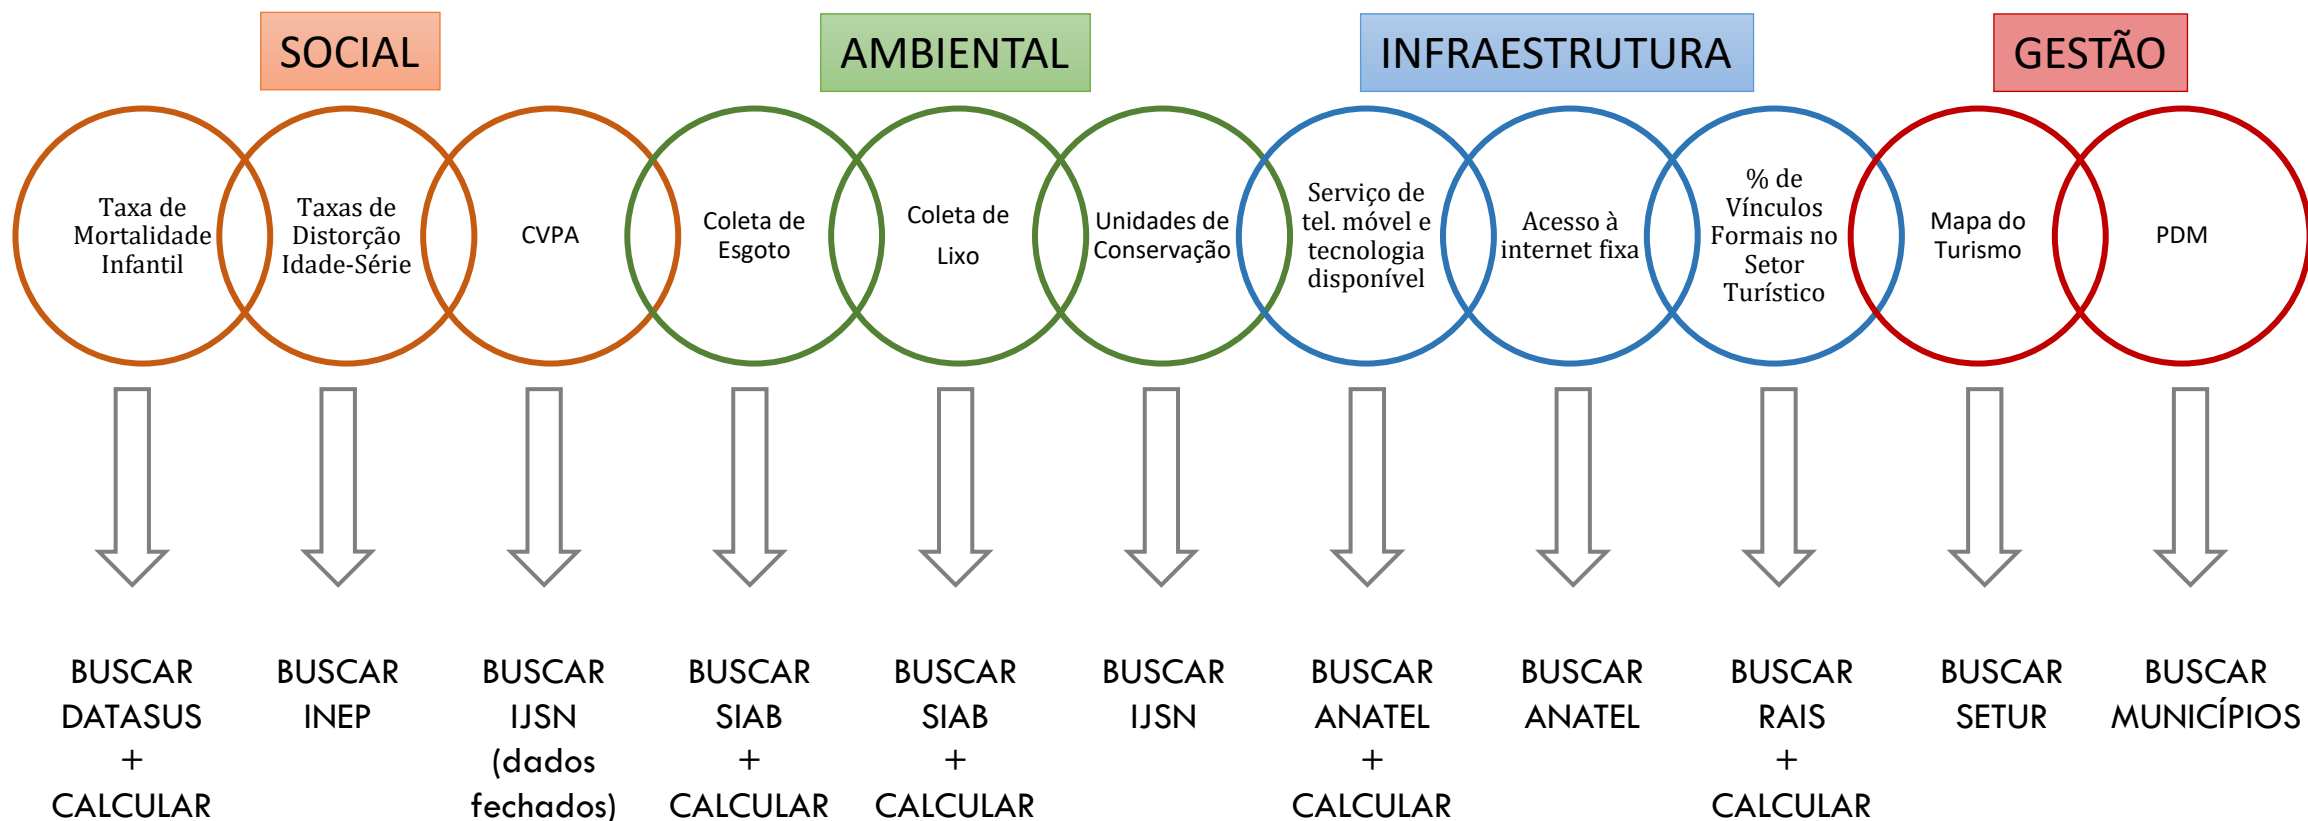 SOCIAL
AMBIENTAL
INFRAESTRUTURA
GESTÃO
Taxa de
Mortalidade
Infantil
Taxas de
Distorção
Idade-Série
CVPA
Coleta de
Esgoto
Coleta de
Lixo
Unidades de
Conservação
Serviço de
tel. móvel e
tecnologia
disponível
Acesso à
internet fixa
% de
Vínculos
Formais no
Setor
Turístico
Mapa do
Turismo
PDM
BUSCAR
DATASUS
+
CALCULAR
BUSCAR
INEP
BUSCAR
IJSN
(dados
fechados)
BUSCAR
SIAB
+
CALCULAR
BUSCAR
SIAB
+
CALCULAR
BUSCAR
IJSN
BUSCAR
ANATEL
+
CALCULAR
BUSCAR
ANATEL
BUSCAR
RAIS
+
CALCULAR
BUSCAR
SETUR
BUSCAR
MUNICÍPIOS